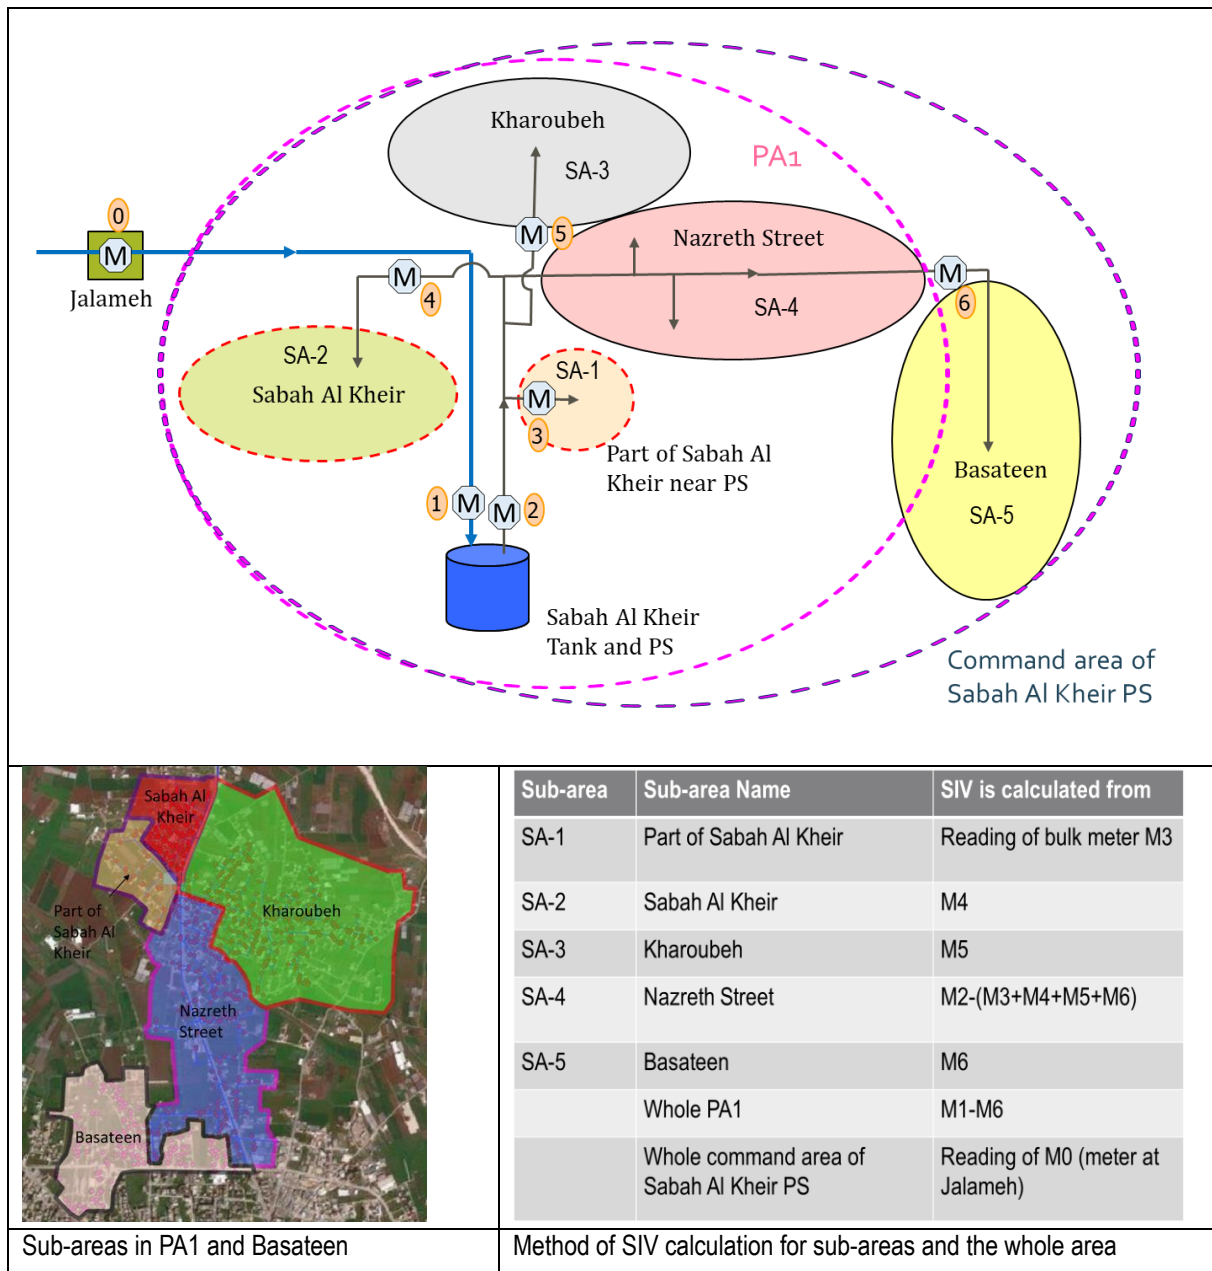 Kharoubeh
SA-3
PA1
0
M
Jalameh
M
5
Nazreth Street
SA-4
M
4
M
6
SA-2
Sabah Al Kheir
SA-1
M
3
Part of Sabah Al
Kheir near PS
Basateen
SA-5
1
M
M
2
Sabah Al Kheir
Tank and PS
Command area of
Sabah Al Kheir PS
Sabah Al
Kheir
Part of
Sabah Al
Kheir
Kharoubeh
Nazreth
Street
Basateen
Sub-area Sub-area Name SIV is calculated from
SA-1 Part of Sabah Al Kheir Reading of bulk meter M3
SA-2 Sabah Al Kheir M4
SA-3 Kharoubeh M5
SA-4 Nazreth Street M2-(M3+M4+M5+M6)
SA-5 Basateen M6
Whole PA1 M1-M6
Whole command area of Reading of M0 (meter at
Sabah Al Kheir PS Jalameh)
Sub-areas in PA1 and Basateen
Method of SIV calculation for sub-areas and the whole area